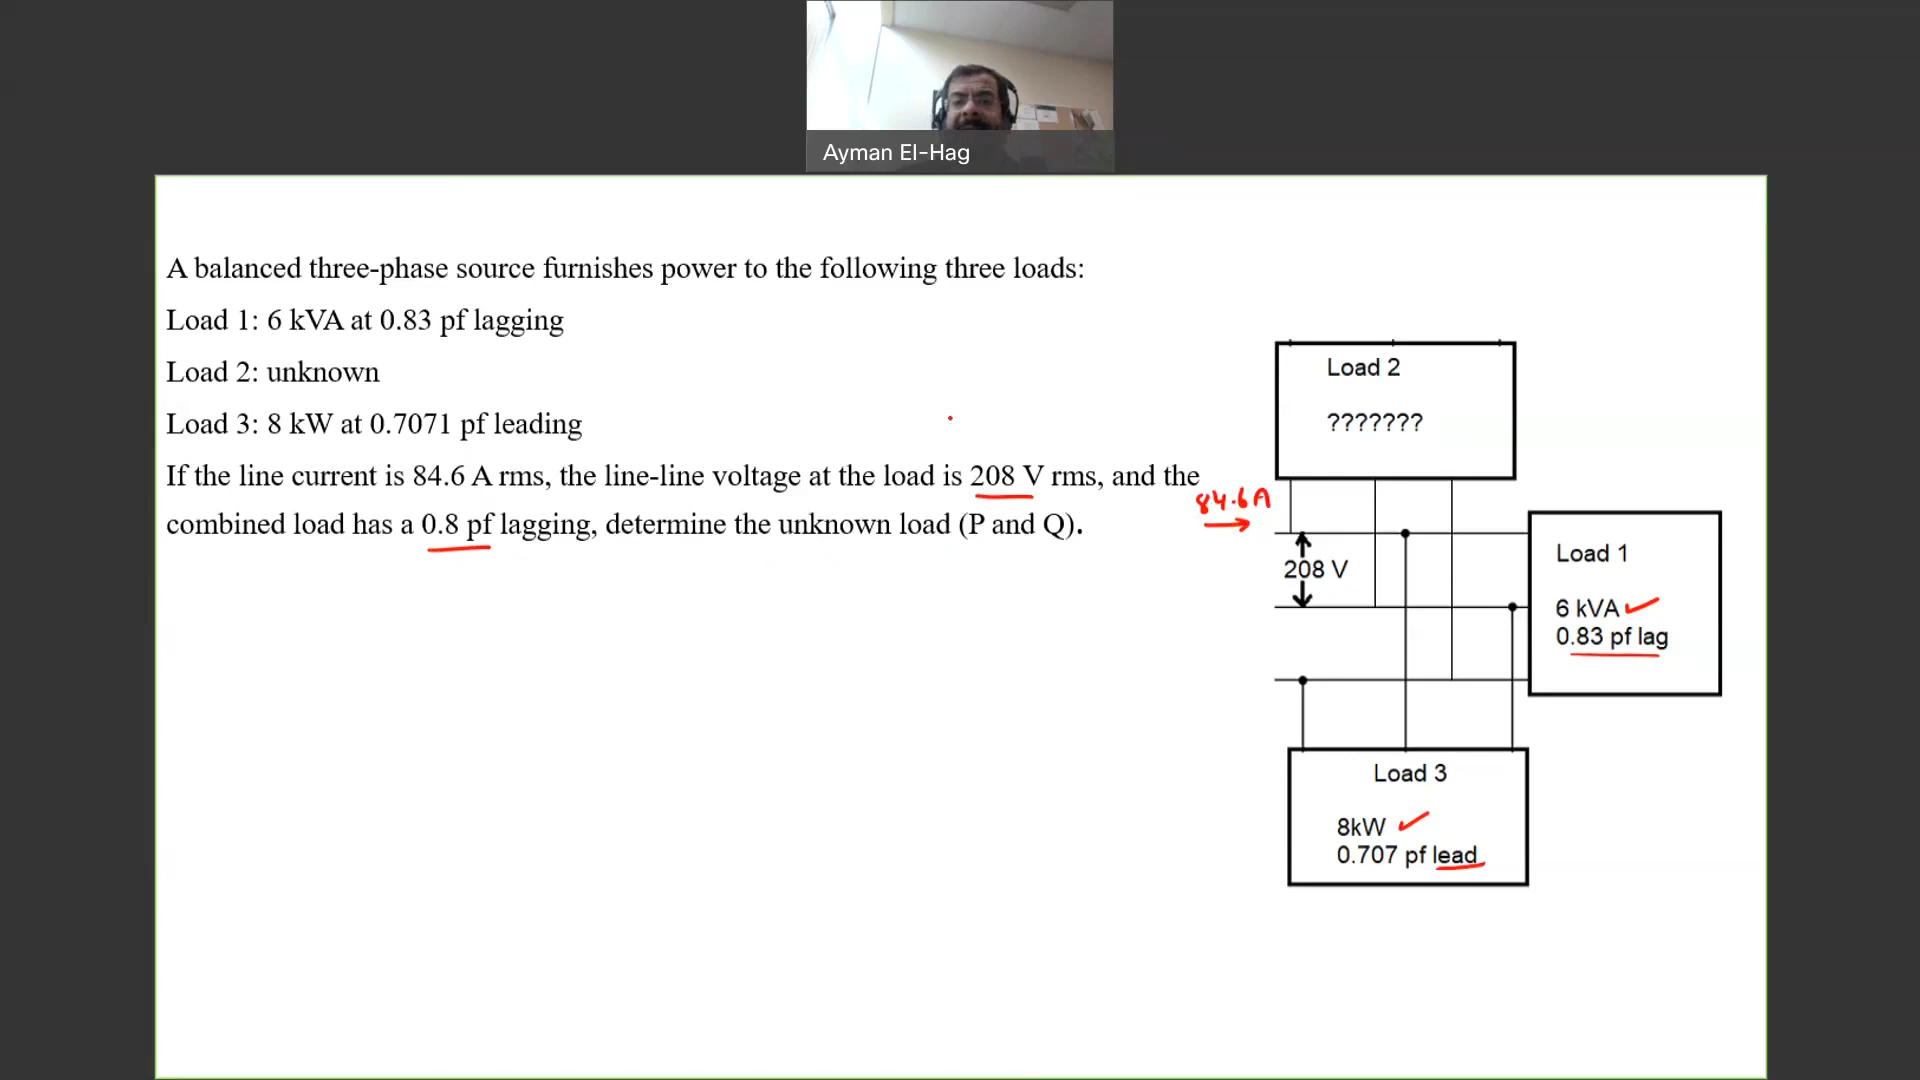 Ayman El-Hag
A balanced three-phase source furnishes power to the following three loads:
Load 1: 6 kVA at 0.83 pf lagging
Load 2: unknown
Load 3: 8 kW at 0.7071 pf leading
If the line current is 84.6 A rms, the line-line voltage at the load is 208 V rms, and the
combined load has a 0.8 pf lagging, determine the unknown load (P and Q).
Load 2
???????
84.6A
208 V
Load 1
6 kVA
0.83 pf lag
Load 3
8kW
0.707 pf lead